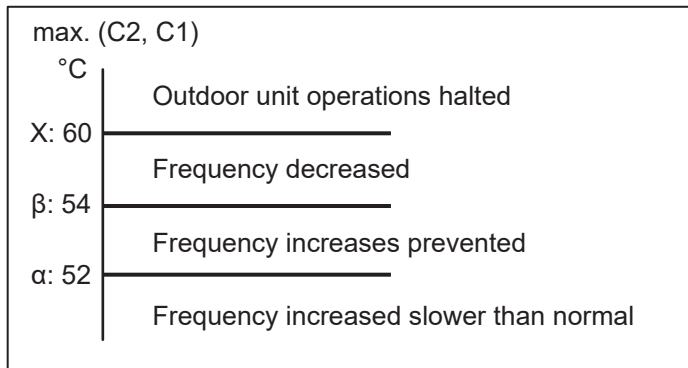 max. (C2, C1)
°C
Outdoor unit operations halted
X: 60
Frequency decreased
β: 54
Frequency increases prevented
α: 52
Frequency increased slower than normal